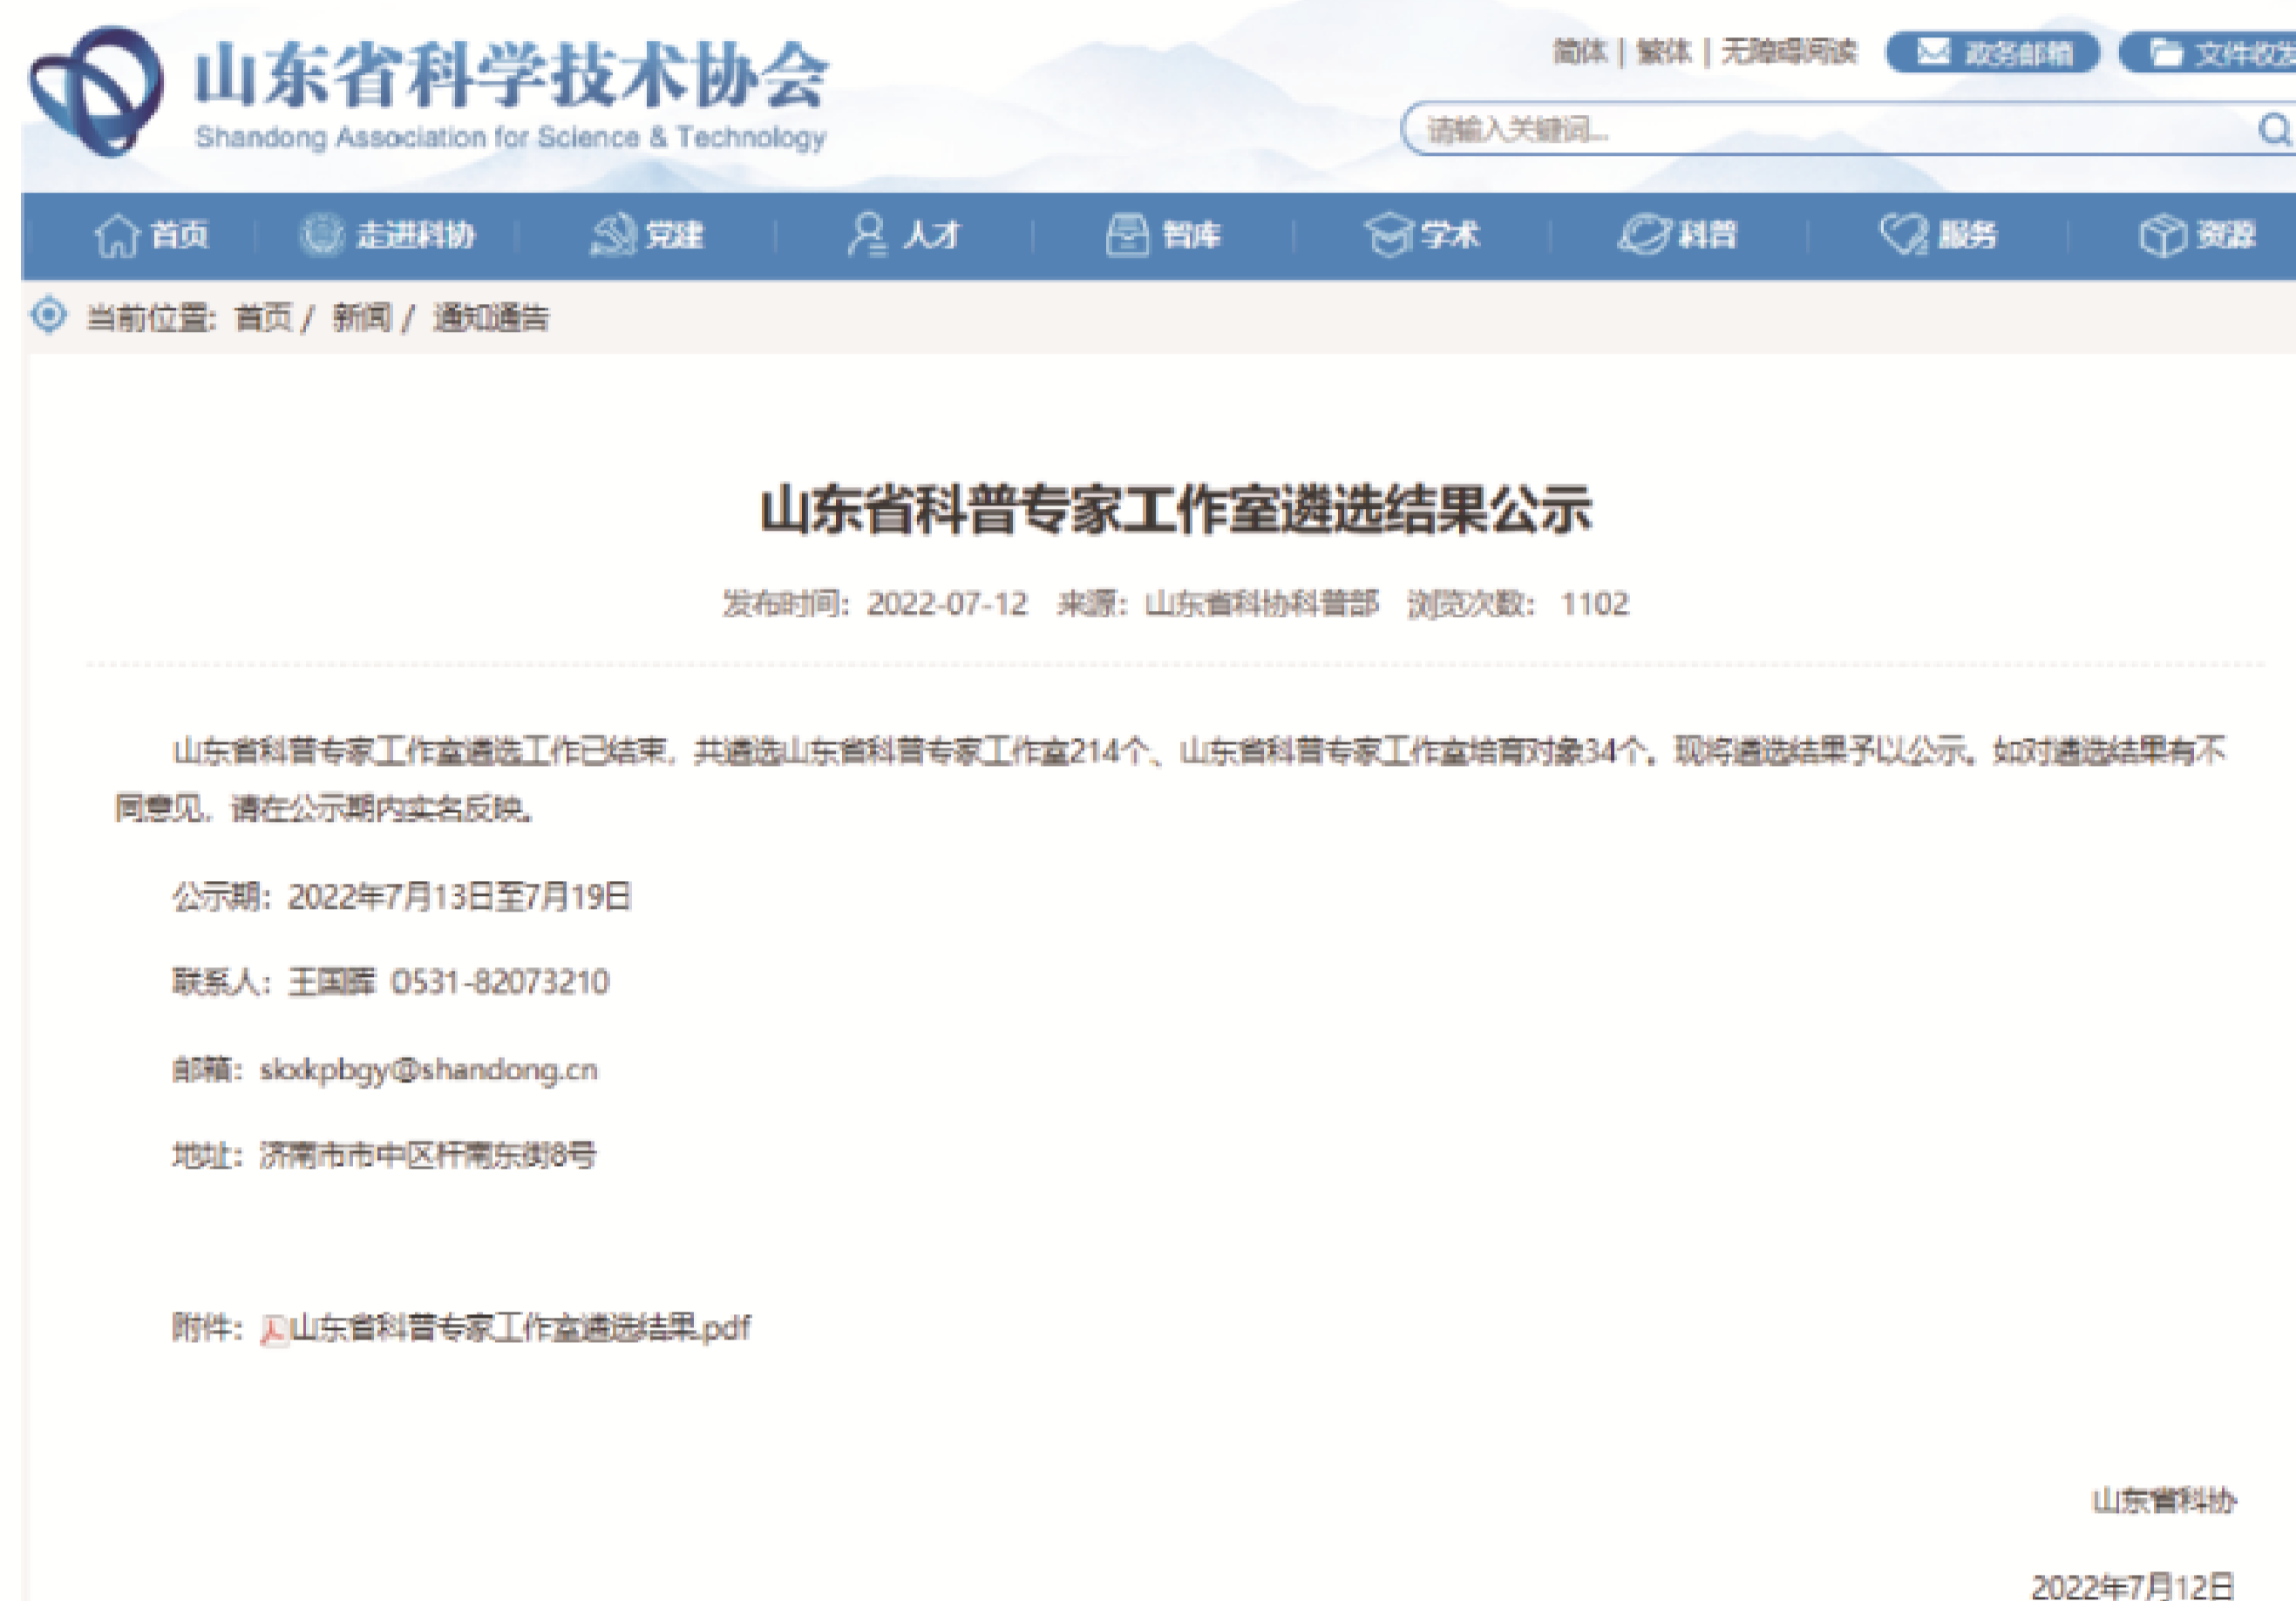 山东省科学技术协会
Shandong Association for Science & Technology
简体 | 繁体 | 无障碍阅读 政务邮箱 文件收发
请输入关键词...
首页 走进科协 党建 人才 智库 学术 科普 服务 资源
当前位置: 首页 / 新闻 / 通知通告
山东省科普专家工作室遴选结果公示
发布时间: 2022-07-12 来源: 山东省科协科普部 浏览次数: 1102
山东省科普专家工作室遴选工作已结束, 共遴选山东省科普专家工作室214个、山东省科普专家工作室培育对象34个。现将遴选结果予以公示。如对遴选结果有不
同意见, 请在公示期内实名反映。
公示期: 2022年7月13日至7月19日
联系人: 王国晖 0531-82073210
邮箱: skxkpbgy@shandong.cn
地址: 济南市市中区杆南东街8号
附件: 山东省科普专家工作室遴选结果.pdf
山东省科协
2022年7月12日